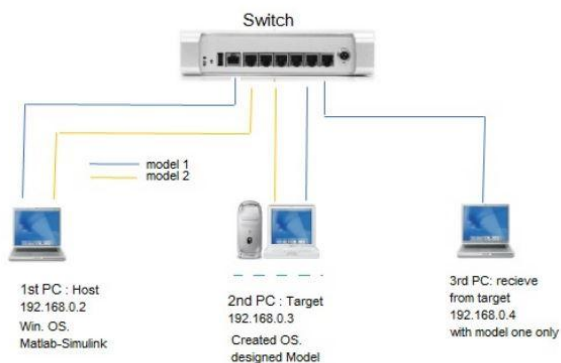 Switch
model 1
model 2
1st PC : Host
192.168.0.2
Win. OS.
Matlab-Simulink
2nd PC : Target
192.168.0.3
Created OS.
designed Model
3rd PC: recieve
from target
192.168.0.4
with model one only